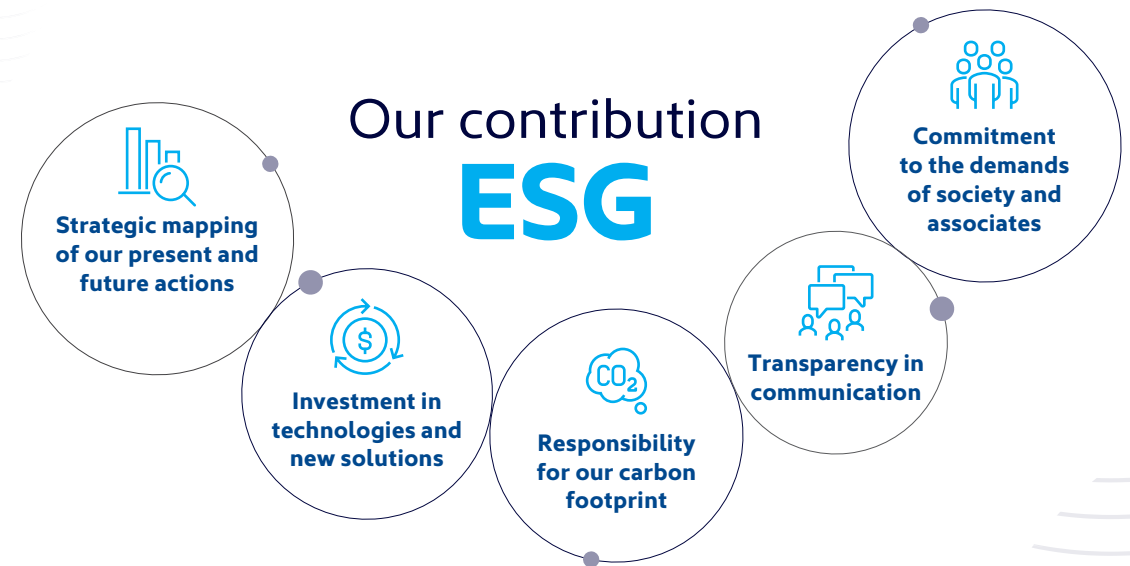 Our contribution
ESG
Strategic mapping
of our present and
future actions
$
Investment in
technologies and
new solutions
CO2
Responsibility
for our carbon
footprint
Transparency in
communication
Commitment
to the demands
of society and
associates